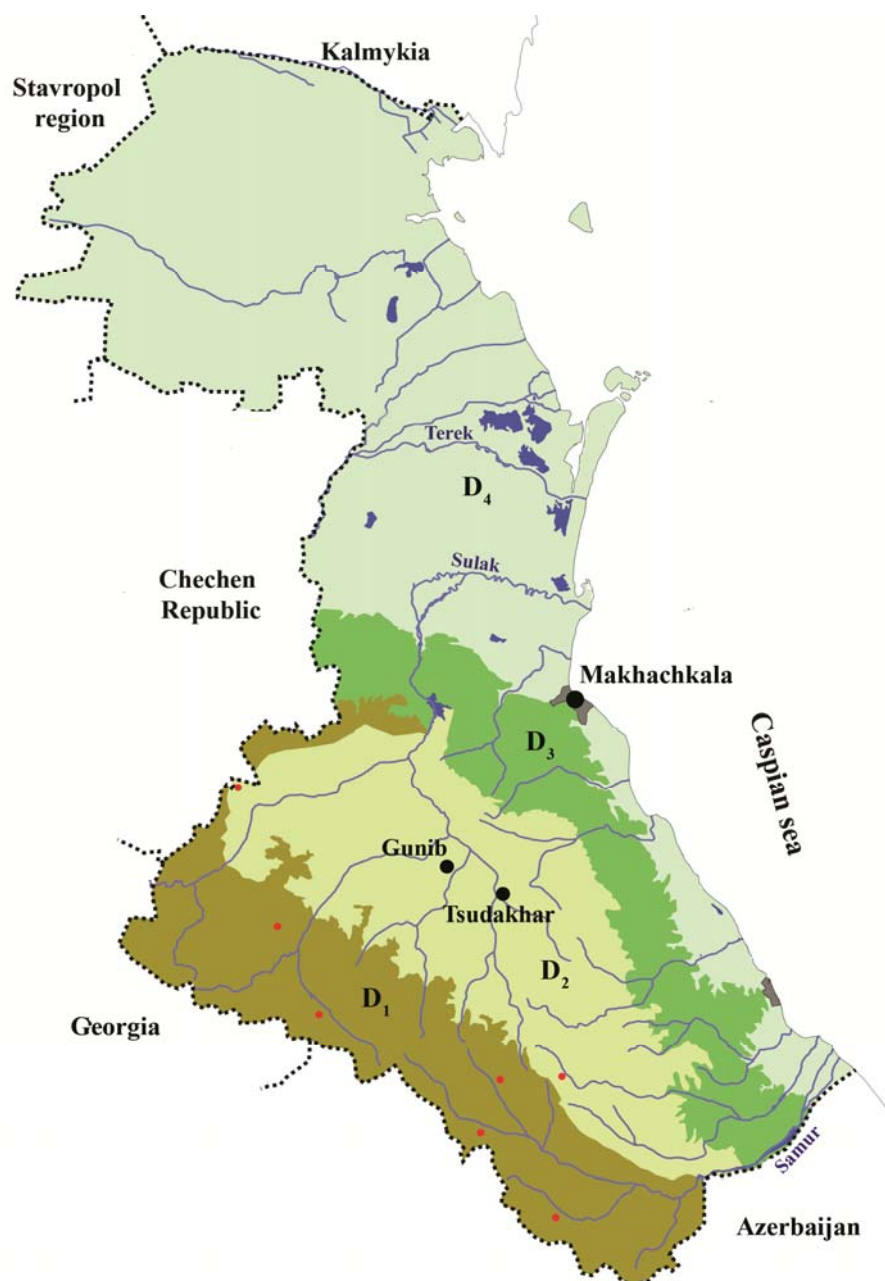 Kalmykia
Stavropol
region
Terek
D4
Sulak
Chechen
Republic
Makhachkala
D3
Caspian sea
Gunib
Tsudakhar
D2
D1
Georgia
Samur
Azerbaijan